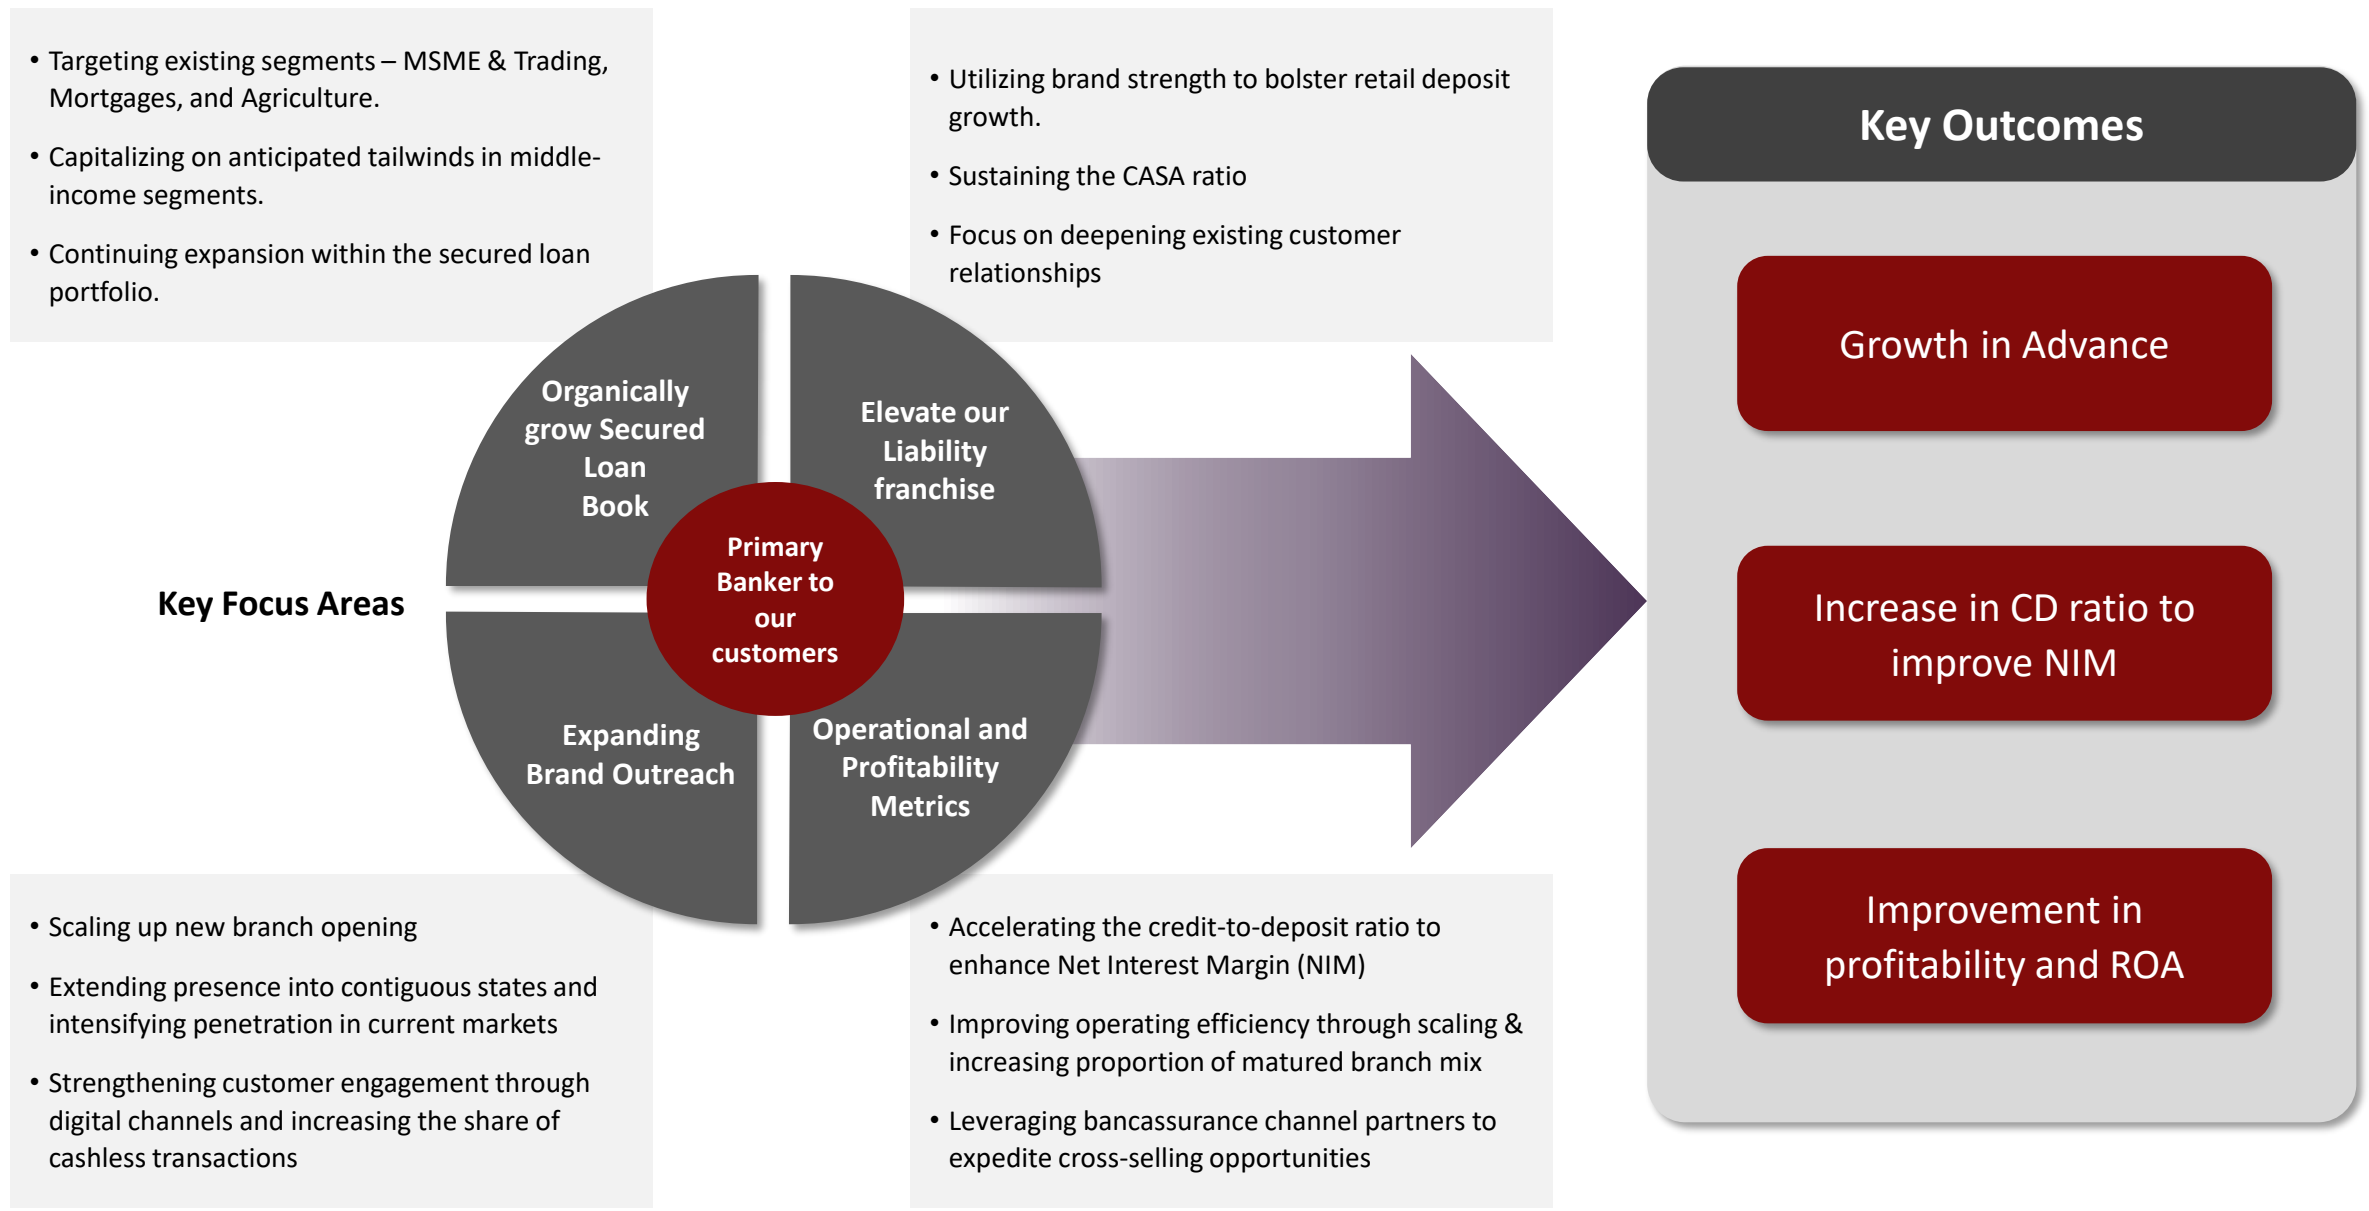 • Targeting existing segments – MSME & Trading,
Mortgages, and Agriculture.
• Capitalizing on anticipated tailwinds in middle-
income segments.
• Continuing expansion within the secured loan
portfolio.
• Utilizing brand strength to bolster retail deposit
growth.
• Sustaining the CASA ratio
• Focus on deepening existing customer
relationships
Key Focus Areas
Organically
grow Secured
Loan
Book
Elevate our
Liability
franchise
Primary
Banker to
our
customers
Expanding
Brand Outreach
Operational and
Profitability
Metrics
• Scaling up new branch opening
• Extending presence into contiguous states and
intensifying penetration in current markets
• Strengthening customer engagement through
digital channels and increasing the share of
cashless transactions
• Accelerating the credit-to-deposit ratio to
enhance Net Interest Margin (NIM)
• Improving operating efficiency through scaling &
increasing proportion of matured branch mix
• Leveraging bancassurance channel partners to
expedite cross-selling opportunities
Key Outcomes
Growth in Advance
Increase in CD ratio to
improve NIM
Improvement in
profitability and ROA